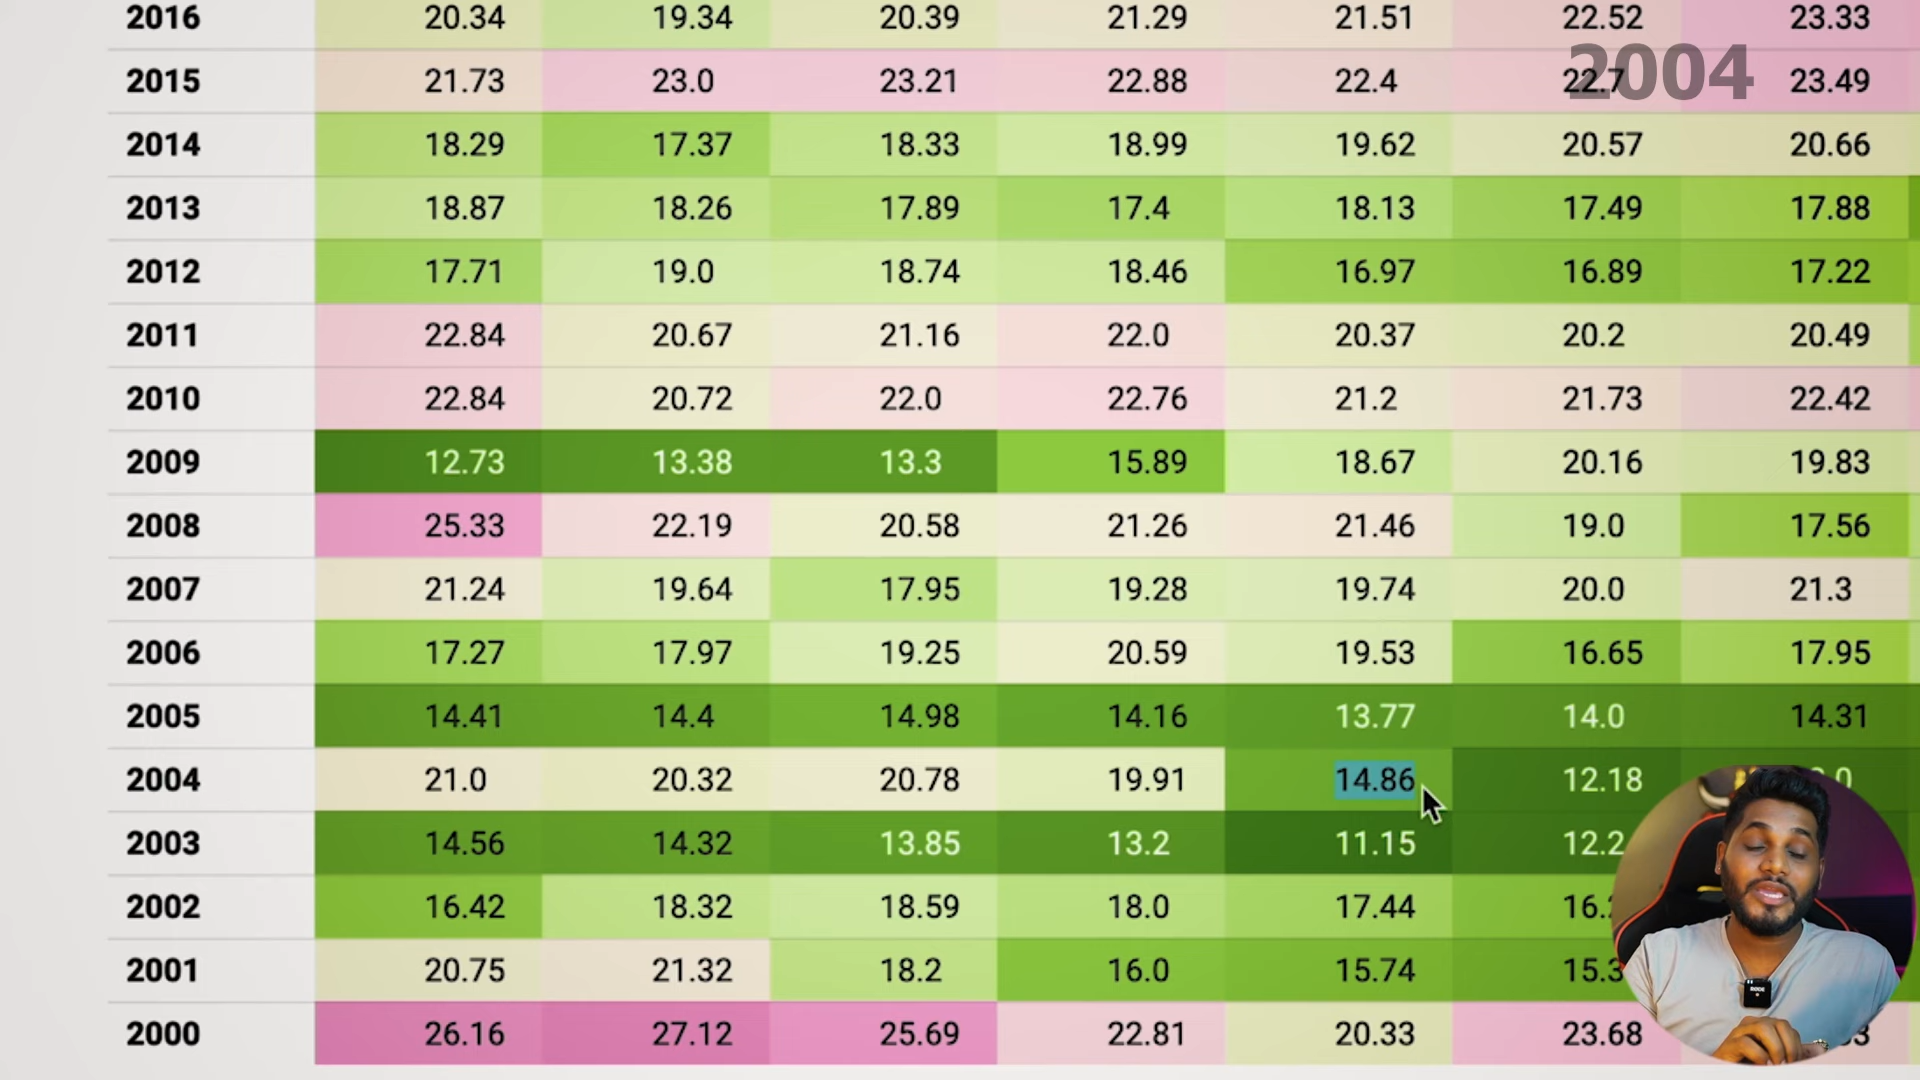 2016 20.34 19.34 20.39 21.29 21.51 22.52 23.33
2004
2015 21.73 23.0 23.21 22.88 22.4 22.7 23.49
2014 18.29 17.37 18.33 18.99 19.62 20.57 20.66
2013 18.87 18.26 17.89 17.4 18.13 17.49 17.88
2012 17.71 19.0 18.74 18.46 16.97 16.89 17.22
2011 22.84 20.67 21.16 22.0 20.37 20.2 20.49
2010 22.84 20.72 22.0 22.76 21.2 21.73 22.42
2009 12.73 13.38 13.3 15.89 18.67 20.16 19.83
2008 25.33 22.19 20.58 21.26 21.46 19.0 17.56
2007 21.24 19.64 17.95 19.28 19.74 20.0 21.3
2006 17.27 17.97 19.25 20.59 19.53 16.65 17.95
2005 14.41 14.4 14.98 14.16 13.77 14.0 14.31
2004 21.0 20.32 20.78 19.91 14.86 12.18
2003 14.56 14.32 13.85 13.2 11.15 12.2
2002 16.42 18.32 18.59 18.0 17.44
2001 20.75 21.32 18.2 16.0 15.74 15.3
2000 26.16 27.12 25.69 22.81 20.33 23.68
RODE